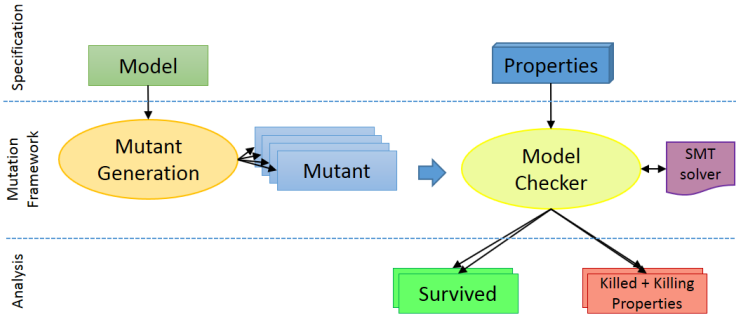 Specification
Model
Properties
Mutation
Framework
Mutant
Generation
Mutant
Model
Checker
SMT
solver
Analysis
Survived
Killed + Killing
Properties